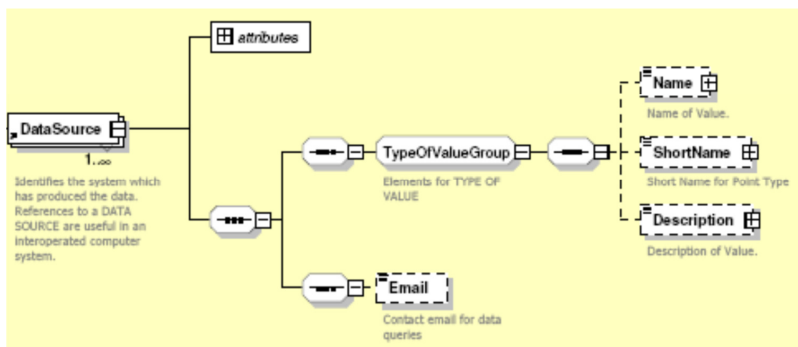 attributes
DataSource
1..∞
Identifies the system which
has produced the data.
References to a DATA
SOURCE are useful in an
interoperated computer
system.
TypeOfValueGroup
Elements for TYPE OF
VALUE
Name
Name of Value.
ShortName
Short Name for Point Type
Description
Description of Value.
Email
Contact email for data
queries